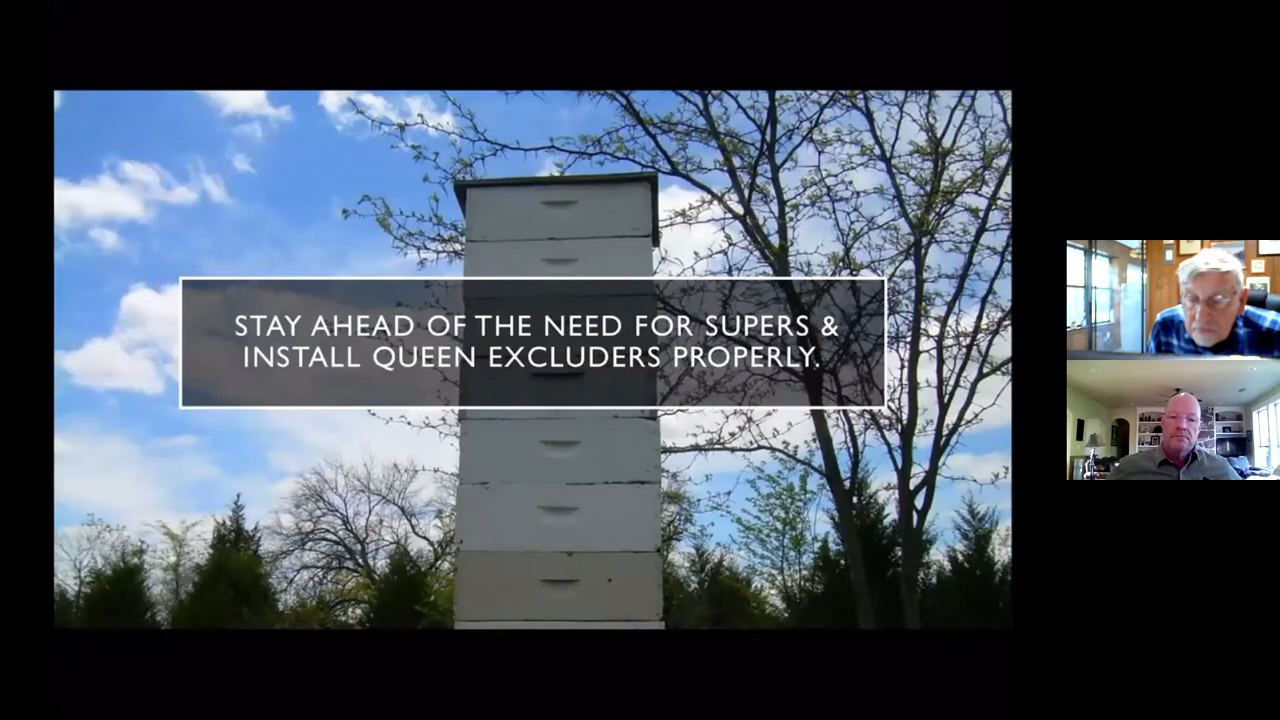 STAY AHEAD OF THE NEED FOR SUPERS &
INSTALL QUEEN EXCLUDERS PROPERLY.